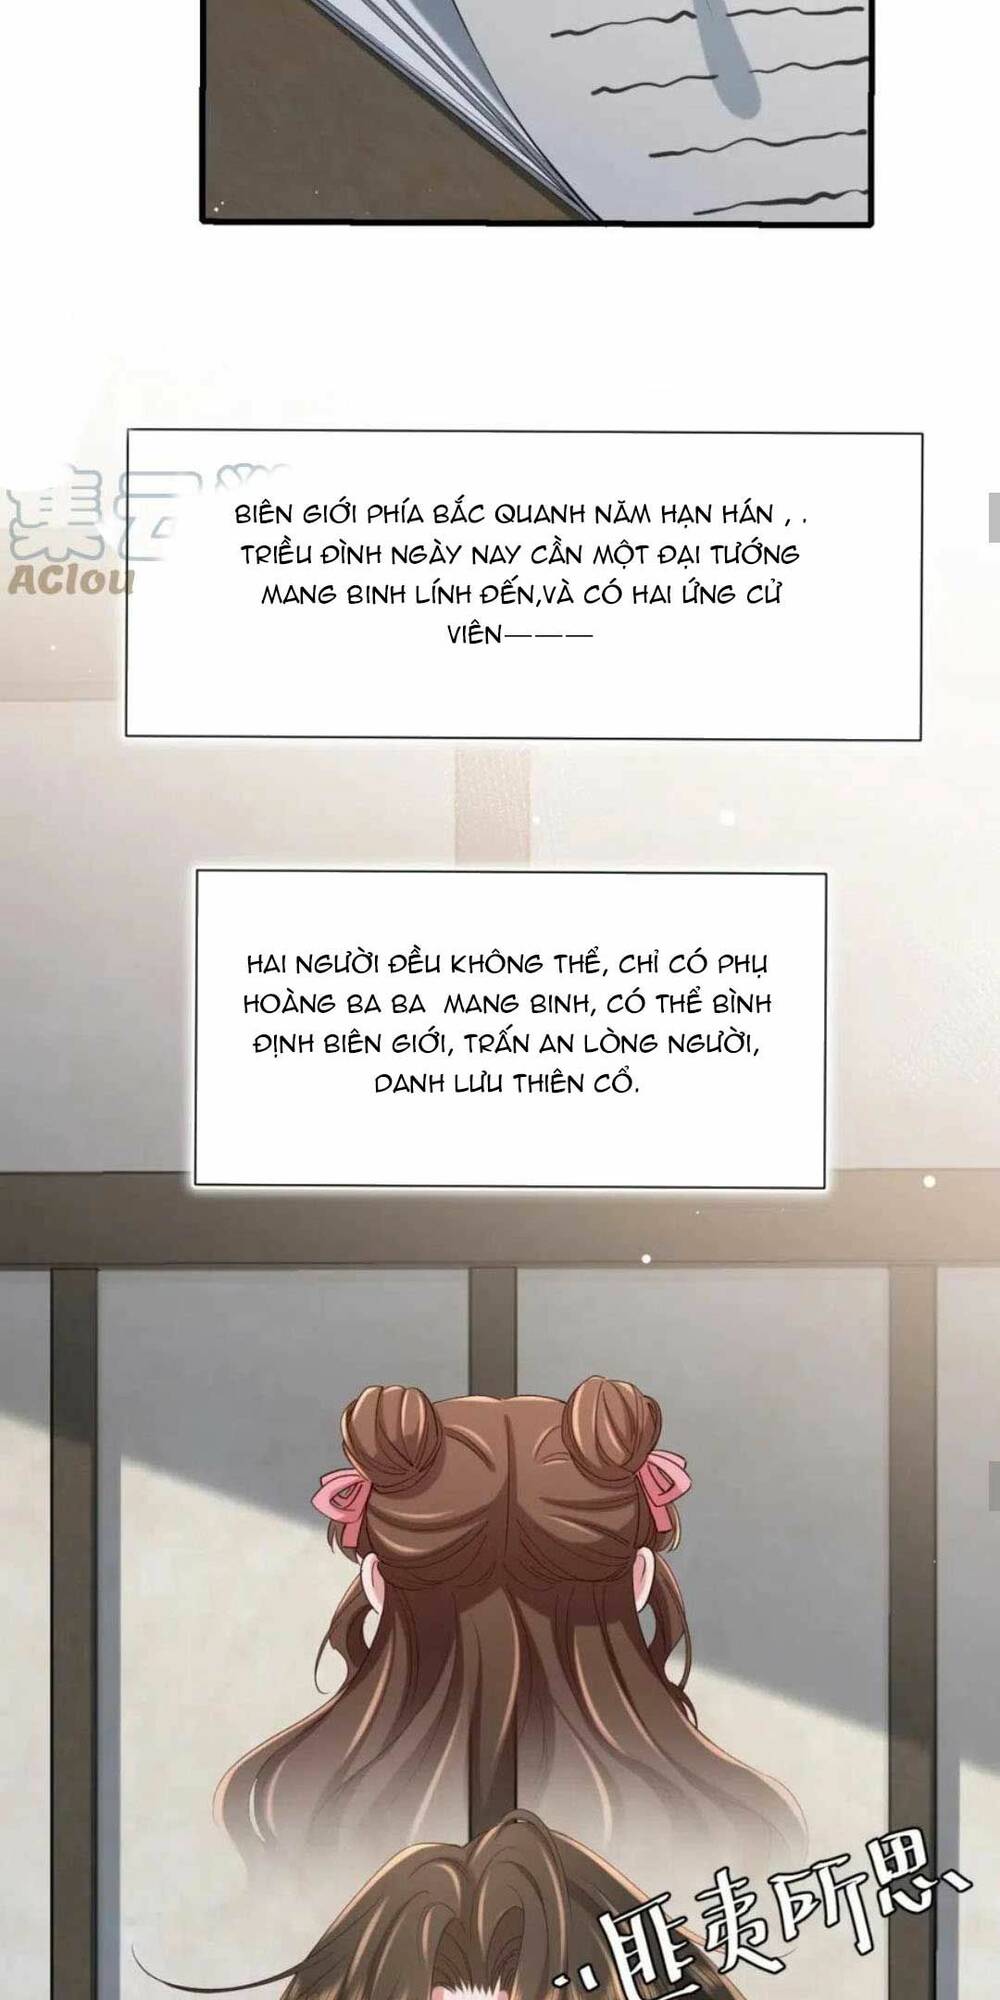 集云
ACloud
BIÊN GIỚI PHÍA BẮC QUANH NĂM HẠN HÁN , .
TRIỀU ĐÌNH NGÀY NAY CẦN MỘT ĐẠI TƯỚNG
MANG BINH LÍNH ĐẾN,VÀ CÓ HAI ỨNG CỬ
VIÊN———
HAI NGƯỜI ĐỀU KHÔNG THỂ, CHỈ CÓ PHỤ
HOÀNG BA BA MANG BINH, CÓ THỂ BÌNH
ĐỊNH BIÊN GIỚI, TRẤN AN LÒNG NGƯỜI,
DANH LƯU THIÊN CỔ.
匪夷所思